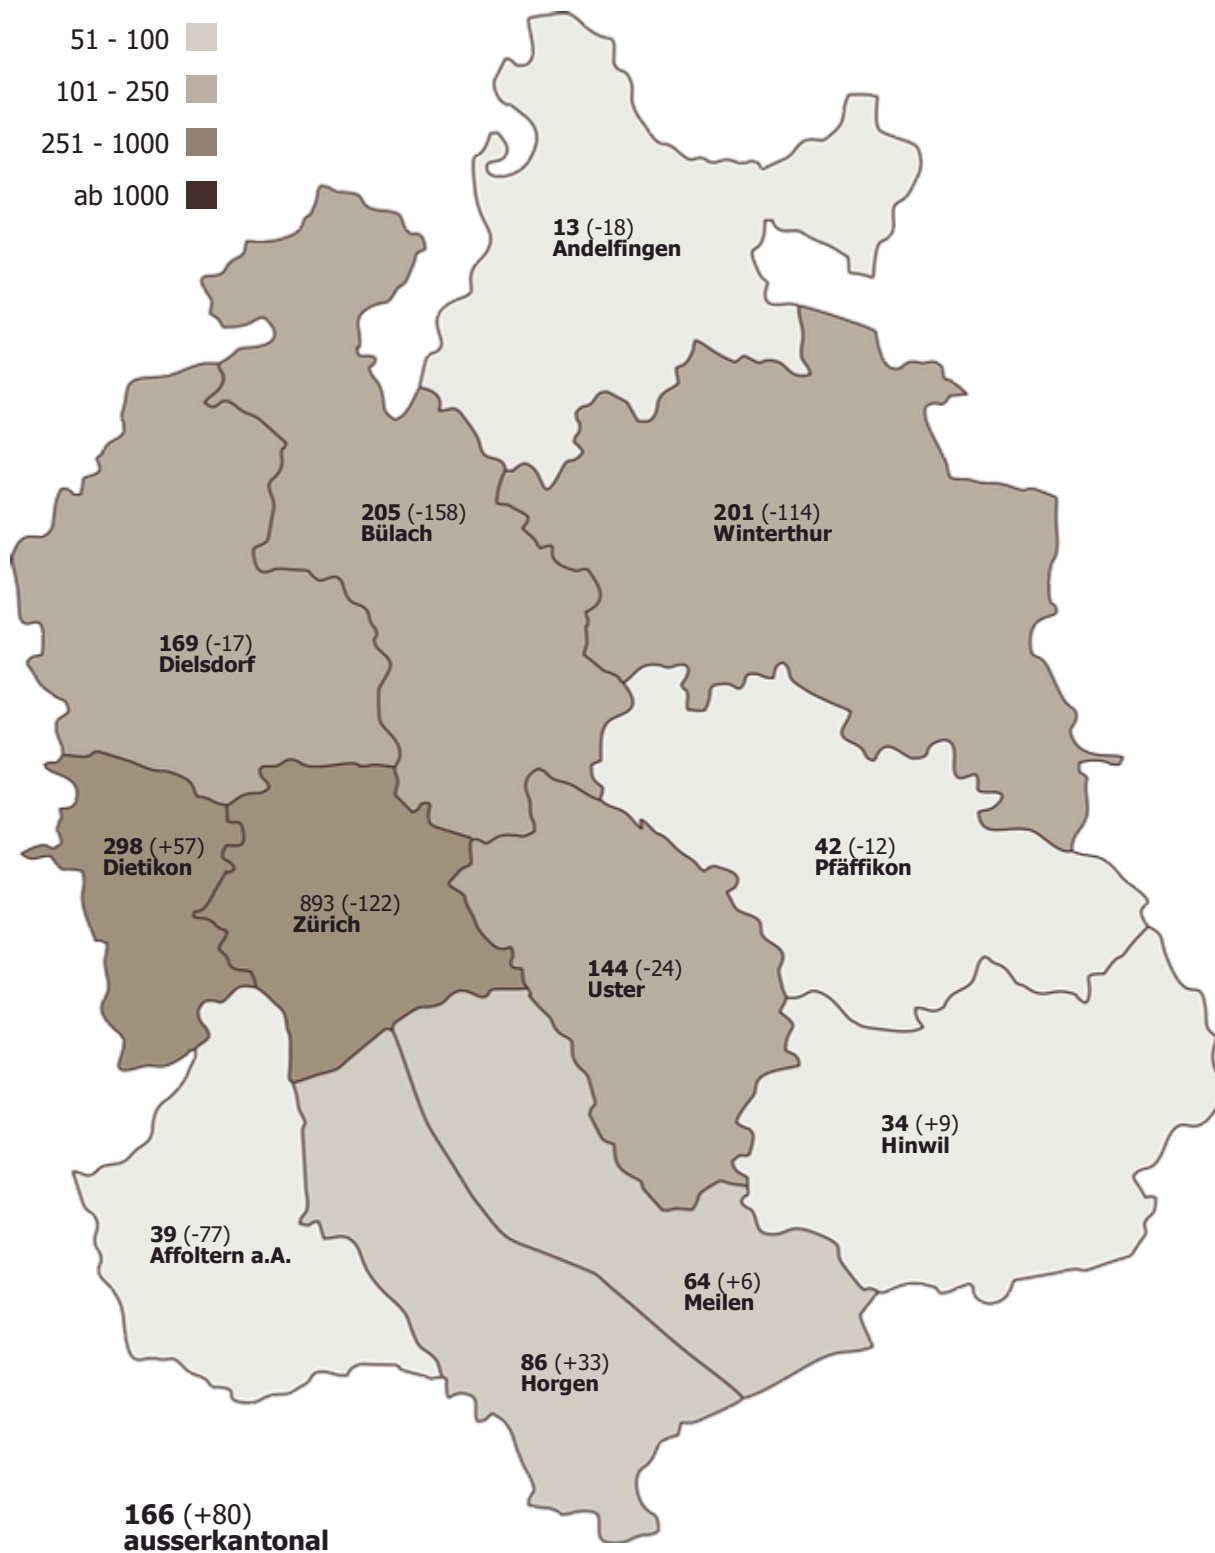 51 - 100
101 - 250
251 - 1000
ab 1000
13 (-18)
Andelfingen
205 (-158)
Bülach
201 (-114)
Winterthur
169 (-17)
Dielsdorf
298 (+57)
Dietikon
893 (-122)
Zürich
42 (-12)
Pfäffikon
144 (-24)
Uster
34 (+9)
Hinwil
39 (-77)
Affoltern a.A.
64 (+6)
Meilen
86 (+33)
Horgen
166 (+80)
ausserkantonal